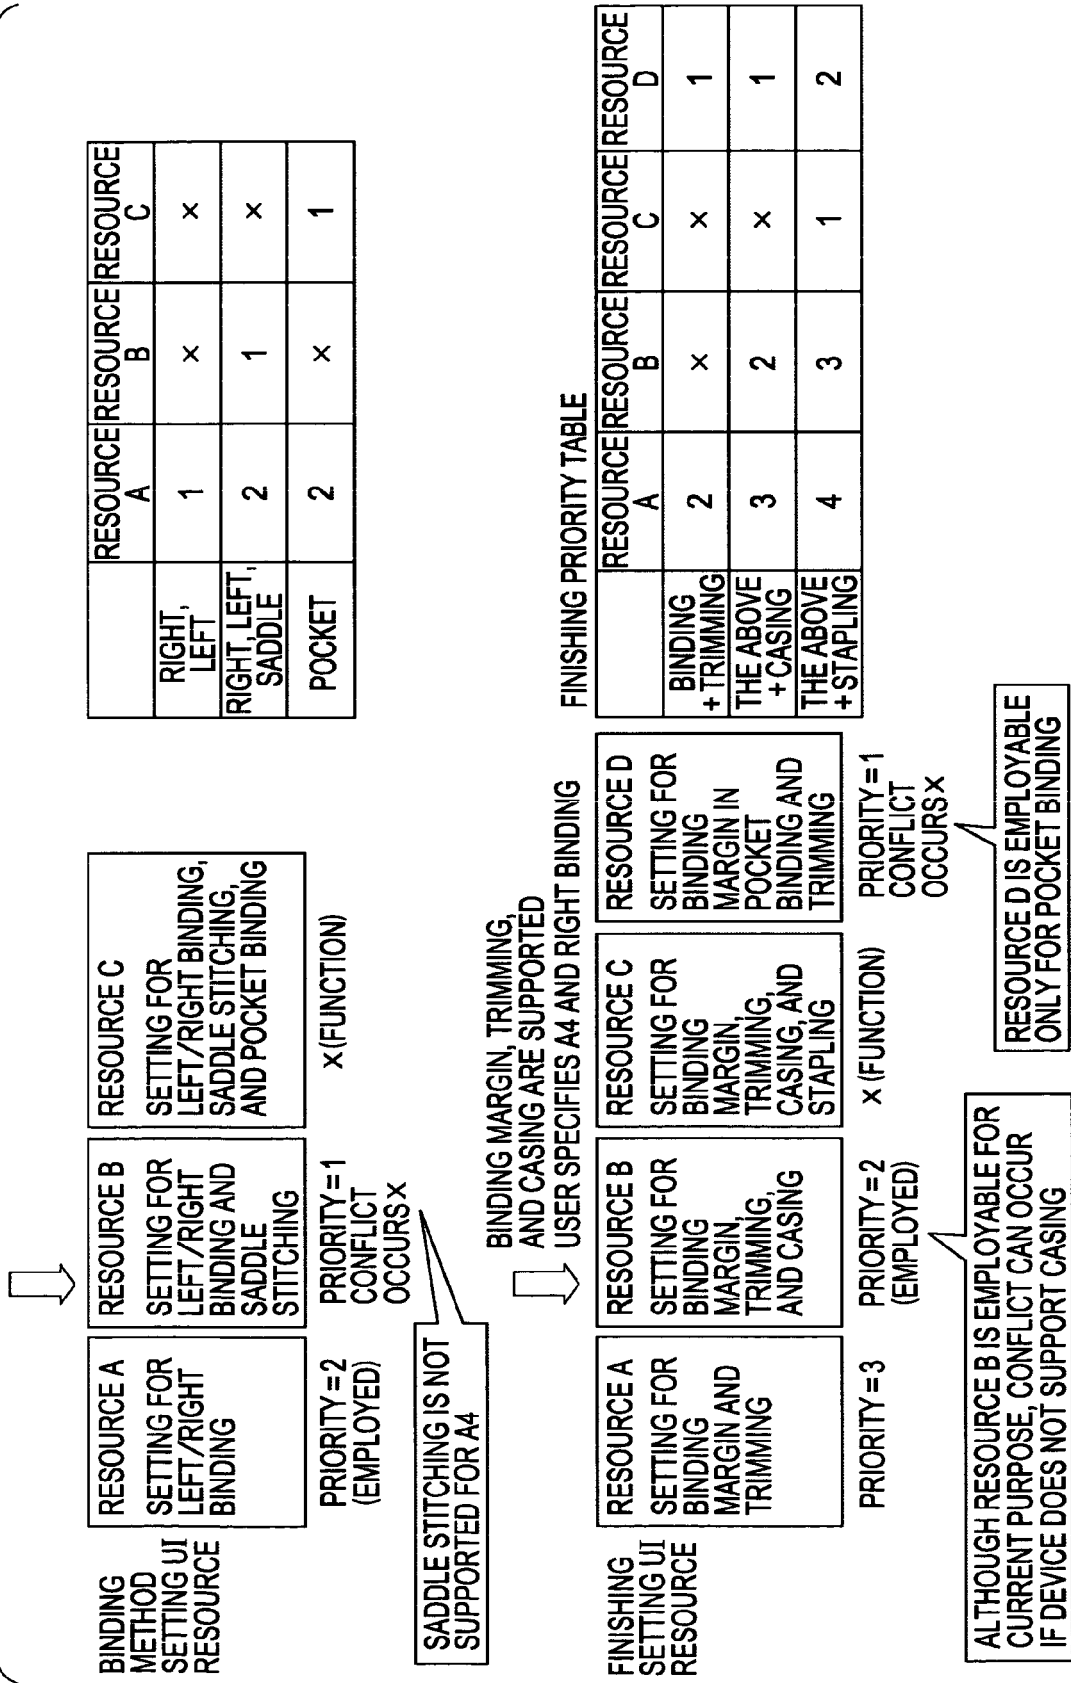 BINDING
METHOD
SETTING UI
RESOURCE
RESOURCE A
SETTING FOR
LEFT/RIGHT
BINDING
PRIORITY=2
(EMPLOYED)
RESOURCE B
SETTING FOR
LEFT/RIGHT
BINDING AND
SADDLE
STITCHING
PRIORITY=1
CONFLICT
OCCURS×
RESOURCE C
SETTING FOR
LEFT/RIGHT BINDING,
SADDLE STITCHING,
AND POCKET BINDING
×(FUNCTION)
SADDLE STITCHING IS NOT
SUPPORTED FOR A4
RESOURCE A RESOURCE B RESOURCE C
RIGHT, LEFT 1 × ×
RIGHT, LEFT, SADDLE 2 1 ×
POCKET 2 × 1
BINDING MARGIN, TRIMMING,
AND CASING ARE SUPPORTED
USER SPECIFIES A4 AND RIGHT BINDING
FINISHING
SETTING UI
RESOURCE
RESOURCE A
SETTING FOR
BINDING
MARGIN AND
TRIMMING
PRIORITY=3
RESOURCE B
SETTING FOR
BINDING
MARGIN,
TRIMMING,
AND CASING
PRIORITY=2
(EMPLOYED)
RESOURCE C
SETTING FOR
BINDING
MARGIN,
TRIMMING,
CASING, AND
STAPLING
×(FUNCTION)
RESOURCE D
SETTING FOR
BINDING
MARGIN IN
POCKET
BINDING AND
TRIMMING
PRIORITY=1
CONFLICT
OCCURS×
FINISHING PRIORITY TABLE
RESOURCE A RESOURCE B RESOURCE C RESOURCE D
BINDING +TRIMMING 2 × × 1
THE ABOVE +CASING 3 2 × 1
THE ABOVE +STAPLING 4 3 1 2
ALTHOUGH RESOURCE B IS EMPLOYABLE FOR
CURRENT PURPOSE, CONFLICT CAN OCCUR
IF DEVICE DOES NOT SUPPORT CASING
RESOURCE D IS EMPLOYABLE
ONLY FOR POCKET BINDING